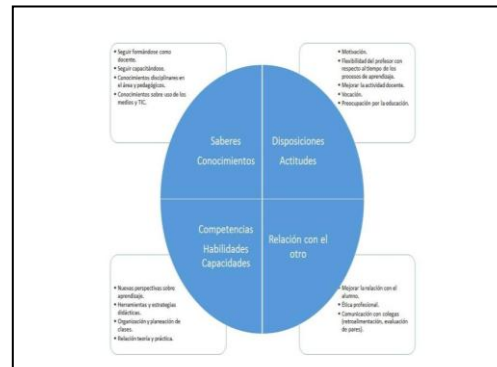 • Seguir formándose como
docente.
• Seguir capacitándose.
• Conocimientos disciplinares en
el área y pedagógicos.
• Conocimientos sobre uso de los
medios y TIC.
• Motivación.
• Flexibilidad del profesor con
respecto al tiempo de los
procesos de aprendizaje.
• Mejorar la actividad docente.
• Vocación.
• Preocupación por la educación.
Saberes
Conocimientos
Disposiciones
Actitudes
Competencias
Habilidades
Capacidades
Relación con el
otro
• Nuevas perspectivas sobre
aprendizaje.
• Herramientas y estrategias
didácticas.
• Organización y planeación de
clases.
• Relación teoría y práctica.
• Mejorar la relación con el
alumno.
• Ética profesional.
• Comunicación con colegas
(retroalimentación, evaluación
de pares).